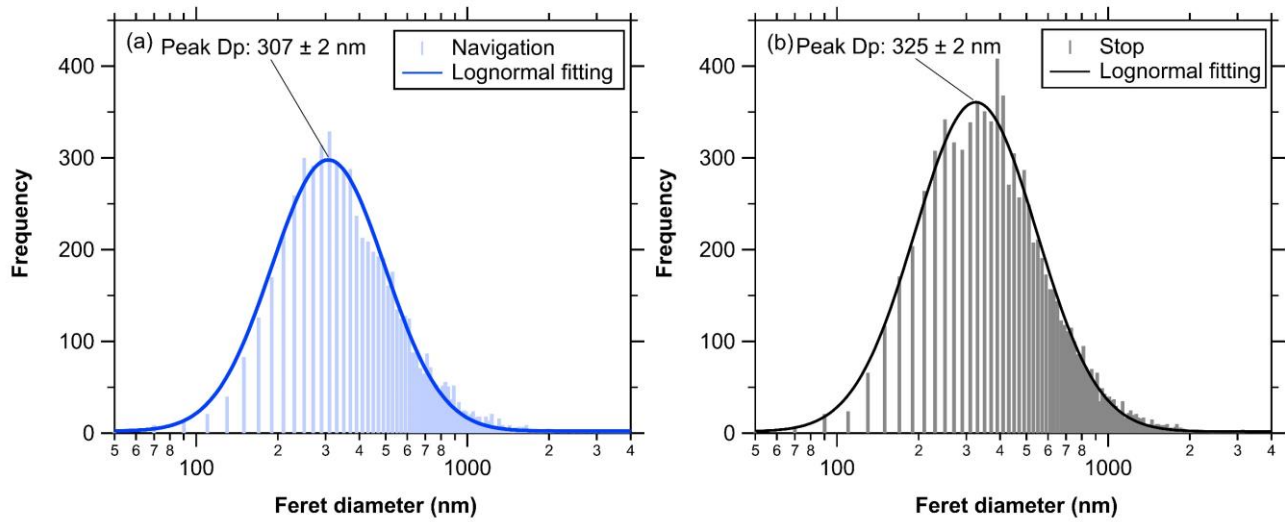 (a)
Peak Dp: 307 ± 2 nm
Navigation
Lognormal fitting
400
300
200
100
0
Frequency
5 6 7 8 2 3 4 5 6 7 8 2 3 4
100 1000
Feret diameter (nm)
(b)
Peak Dp: 325 ± 2 nm
Stop
Lognormal fitting
400
300
200
100
0
Frequency
5 6 7 8 2 3 4 5 6 7 8 2 3 4
100 1000
Feret diameter (nm)